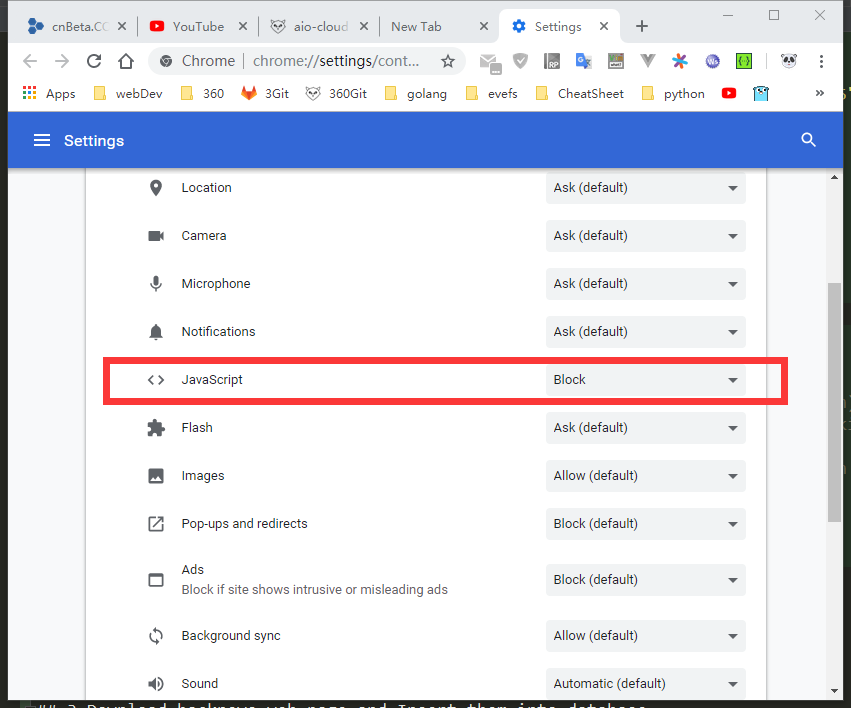 cnBeta.CO
YouTube
aio-cloud
New Tab
Settings
Chrome
chrome://settings/cont...
Apps
webDev
360
3Git
360Git
golang
evefs
CheatSheet
python
»
Settings
Location
Ask (default)
Camera
Ask (default)
Microphone
Ask (default)
Notifications
Ask (default)
JavaScript
Block
Flash
Ask (default)
Images
Allow (default)
Pop-ups and redirects
Block (default)
Ads
Block if site shows intrusive or misleading ads
Block (default)
Background sync
Allow (default)
Sound
Automatic (default)